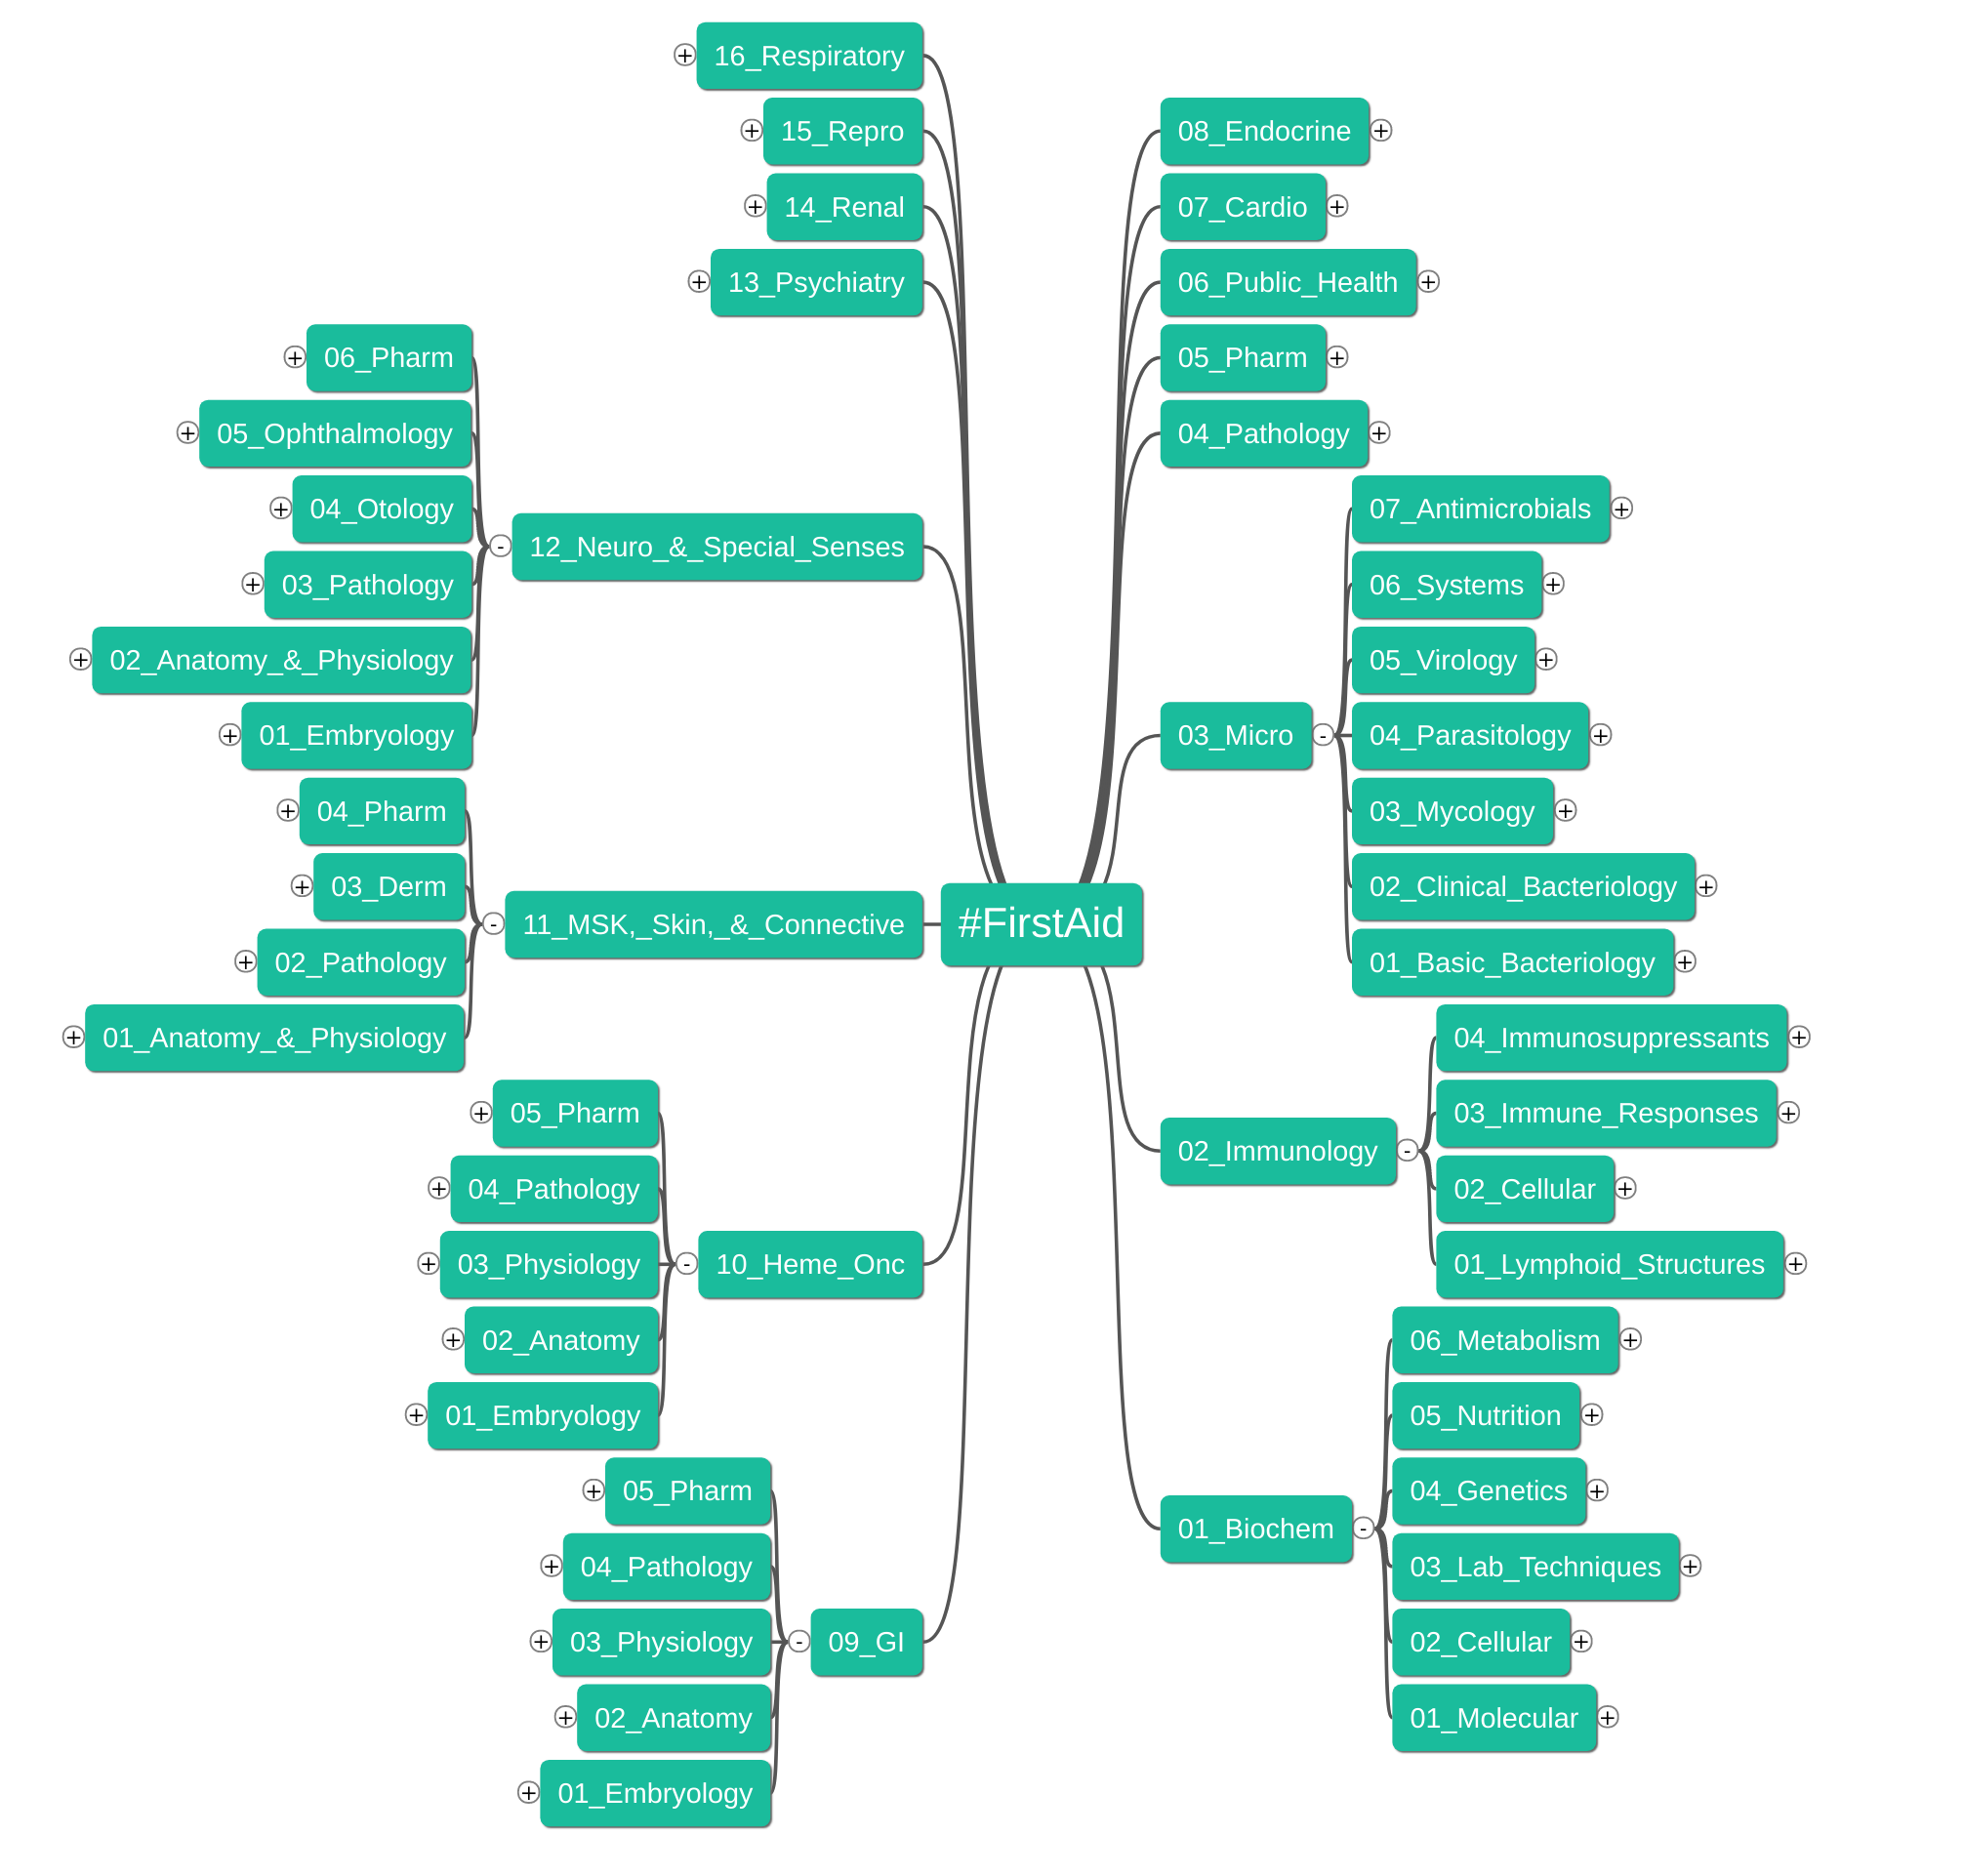 16_Respiratory
15_Repro
14_Renal
13_Psychiatry
06_Pharm
05_Ophthalmology
04_Otology
03_Pathology
02_Anatomy_&_Physiology
01_Embryology
12_Neuro_&_Special_Senses
04_Pharm
03_Derm
02_Pathology
01_Anatomy_&_Physiology
11_MSK,_Skin,_&_Connective
05_Pharm
04_Pathology
03_Physiology
02_Anatomy
01_Embryology
10_Heme_Onc
05_Pharm
04_Pathology
03_Physiology
02_Anatomy
01_Embryology
09_GI
#FirstAid
08_Endocrine
07_Cardio
06_Public_Health
05_Pharm
04_Pathology
03_Micro
07_Antimicrobials
06_Systems
05_Virology
04_Parasitology
03_Mycology
02_Clinical_Bacteriology
01_Basic_Bacteriology
02_Immunology
04_Immunosuppressants
03_Immune_Responses
02_Cellular
01_Lymphoid_Structures
01_Biochem
06_Metabolism
05_Nutrition
04_Genetics
03_Lab_Techniques
02_Cellular
01_Molecular